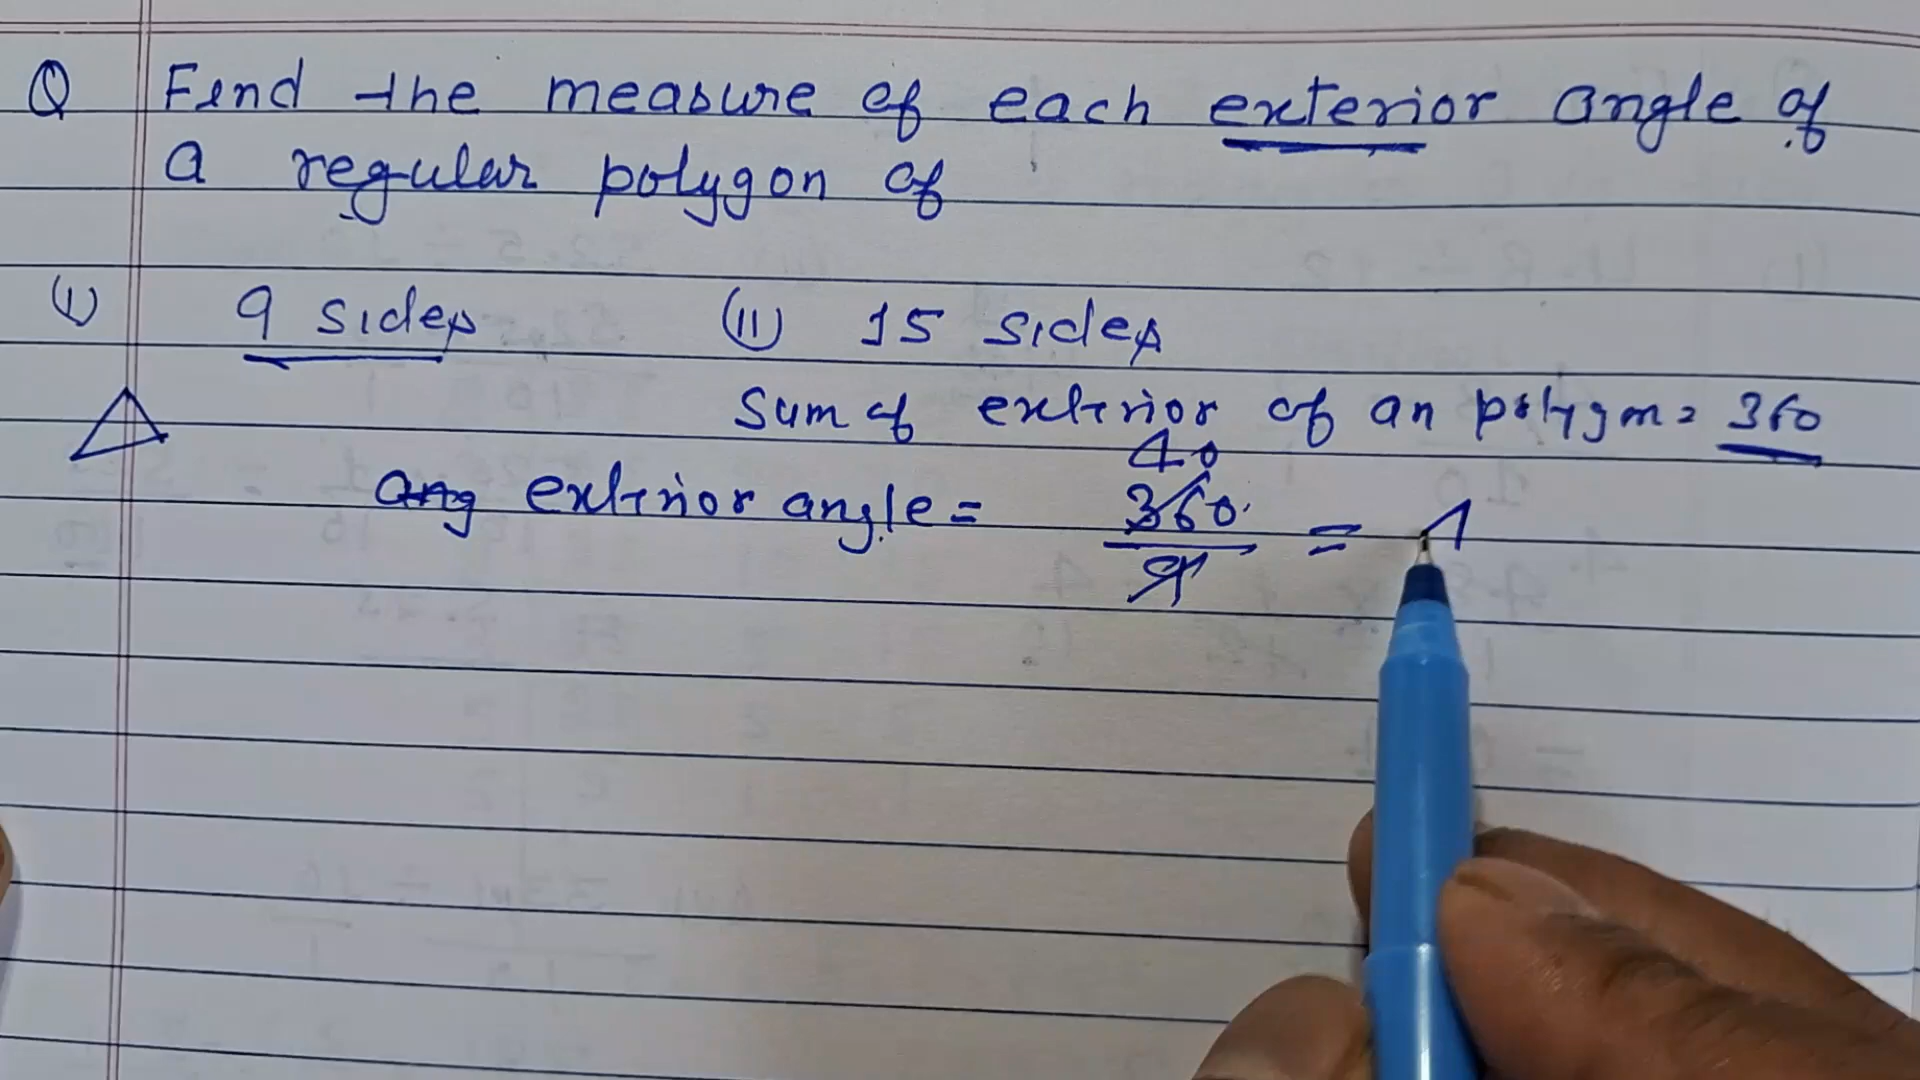 Q Find the measure of each exterior angle of
a regular polygon of
(i) 9 sides (ii) 15 sides
Sum of exterior of an polygon = 360
40
ang exterior angle = 360 =
9